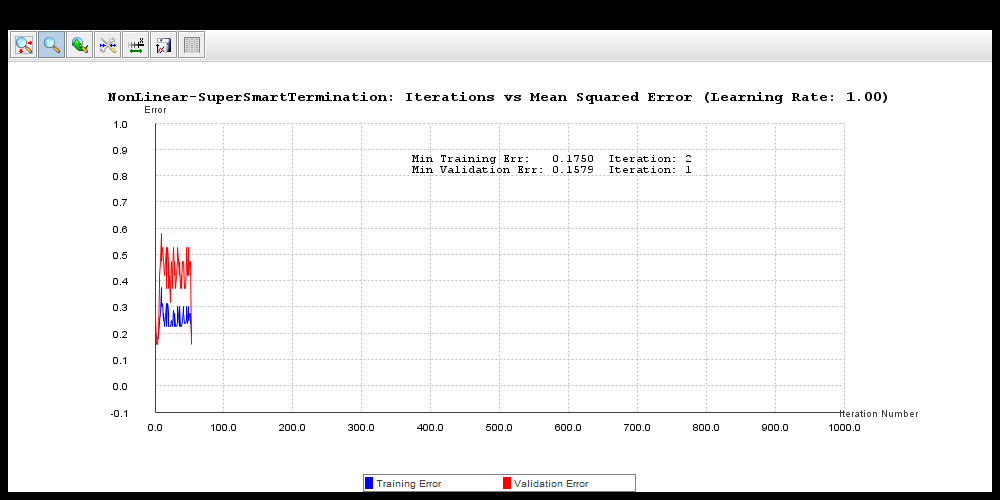 NonLinear-SuperSmartTermination: Iterations vs Mean Squared Error (Learning Rate: 1.00)
Error
1.0
0.9
Min Training Err: 0.1750 Iteration: 2
Min Validation Err: 0.1579 Iteration: 1
0.8
0.7
0.6
0.5
0.4
0.3
0.2
0.1
0.0
-0.1
Iteration Number
0.0 100.0 200.0 300.0 400.0 500.0 600.0 700.0 800.0 900.0 1000.0
Training Error Validation Error